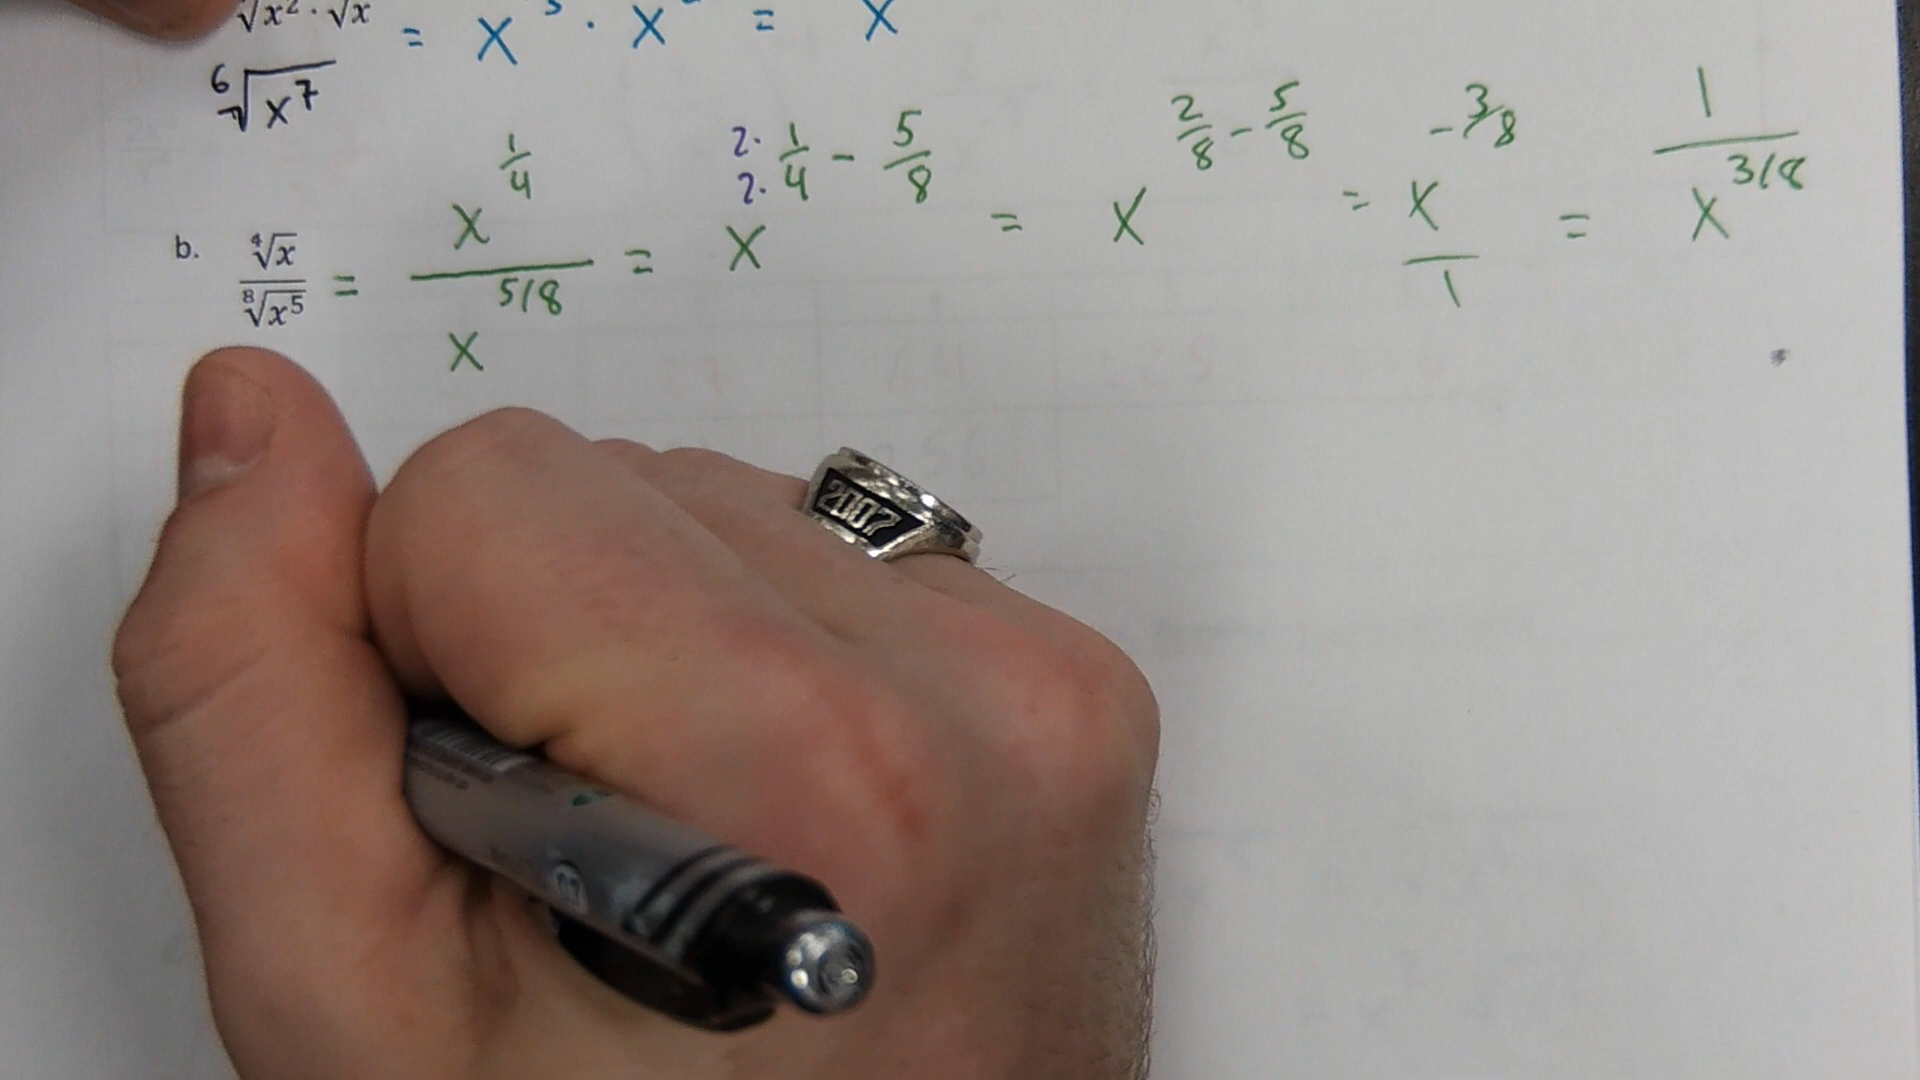 √x² · √x = x · x = x
⁶√x⁷
b. ⁴√x / ⁸√x⁵ = x^1/4 / x^5/8 = x^(2·1/2·4 - 5/8) = x^(2/8 - 5/8) = x^-3/8 / 1 = 1 / x^3/8
2007